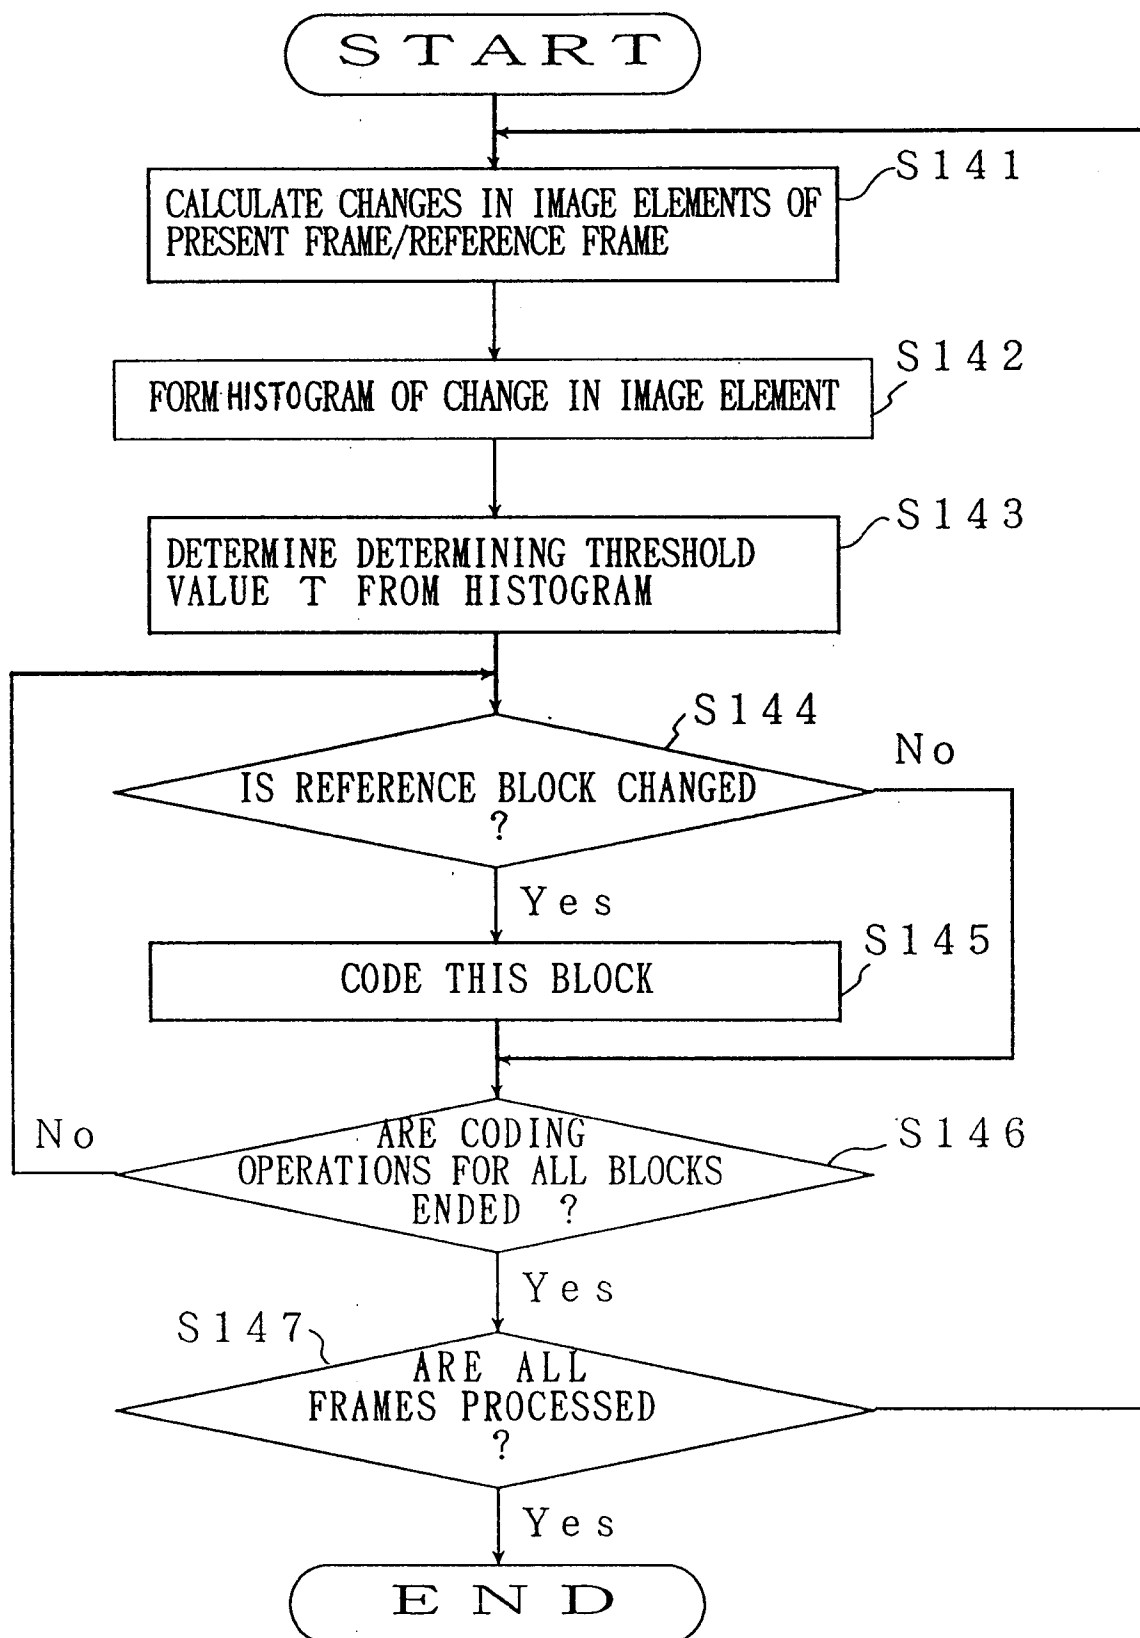 START
S141
CALCULATE CHANGES IN IMAGE ELEMENTS OF
PRESENT FRAME/REFERENCE FRAME
S142
FORM HISTOGRAM OF CHANGE IN IMAGE ELEMENT
S143
DETERMINE DETERMINING THRESHOLD
VALUE T FROM HISTOGRAM
S144
No
IS REFERENCE BLOCK CHANGED
?
Yes
S145
CODE THIS BLOCK
No
S146
ARE CODING
OPERATIONS FOR ALL BLOCKS
ENDED ?
Yes
S147
ARE ALL
FRAMES PROCESSED
?
Yes
END